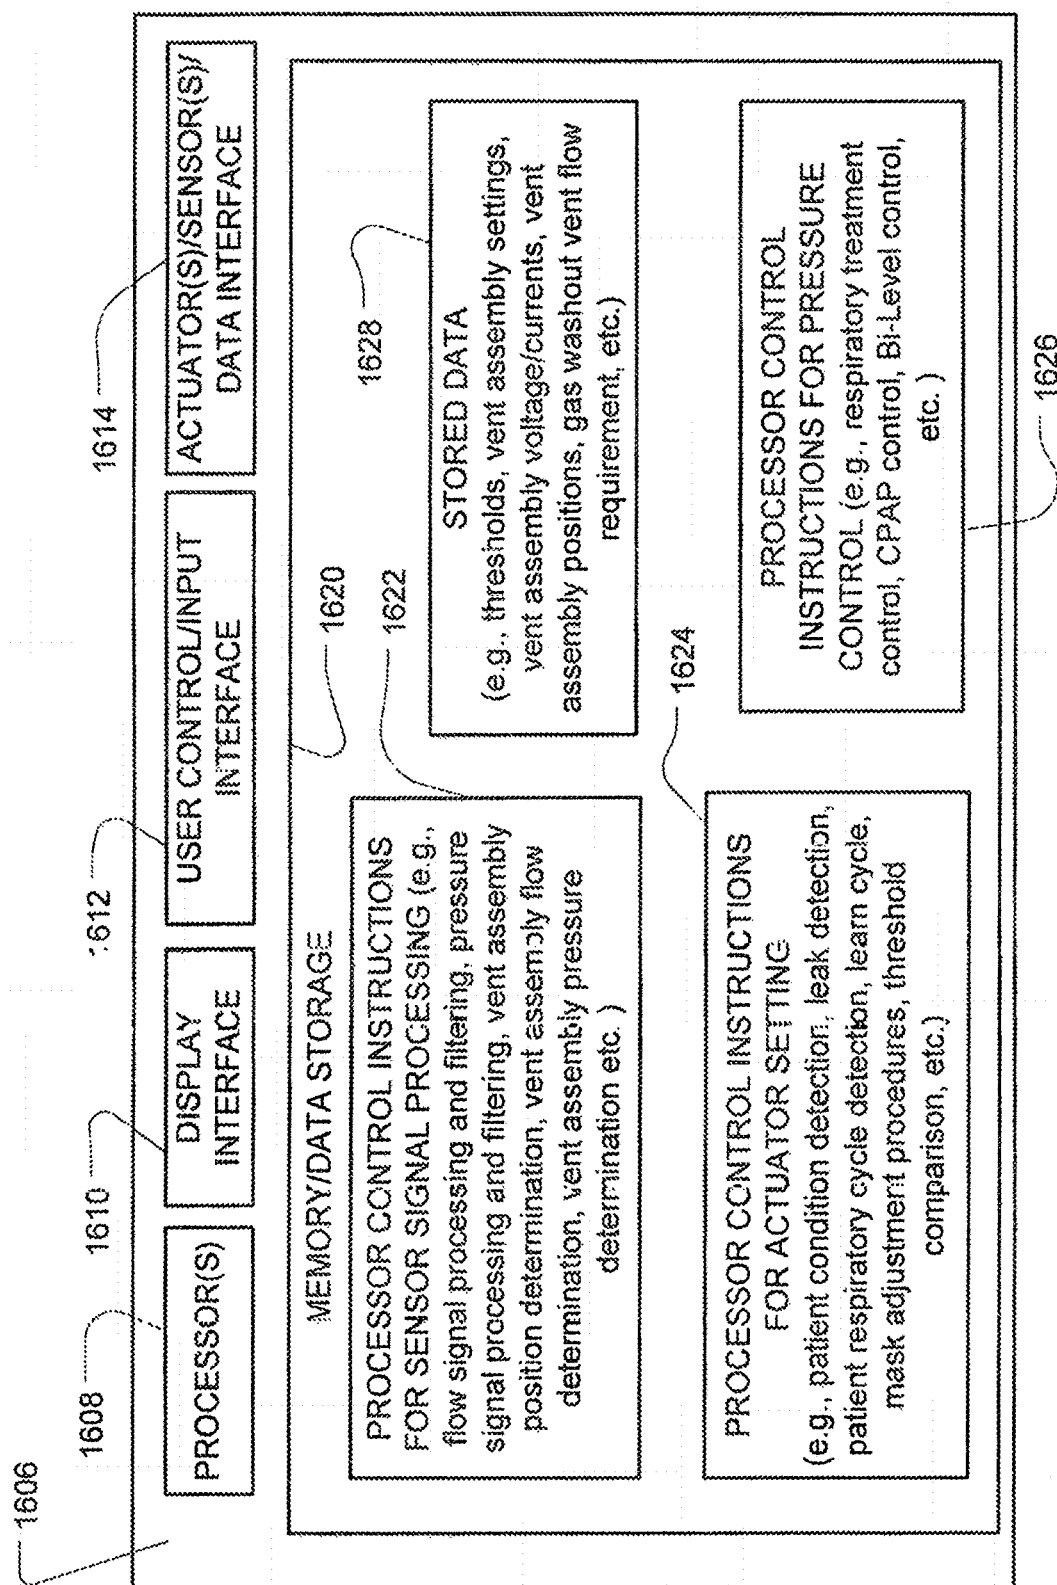 1606
1608
1610
1612
1614
PROCESSOR(S)
DISPLAY
INTERFACE
USER CONTROL/INPUT
INTERFACE
ACTUATOR(S)/SENSOR(S)/
DATA INTERFACE
MEMORY/DATA STORAGE
1620
1622
PROCESSOR CONTROL INSTRUCTIONS
FOR SENSOR SIGNAL PROCESSING (e.g.,
flow signal processing and filtering, pressure
signal processing and filtering, vent assembly
position determination, vent assembly flow
determination, vent assembly pressure
determination etc. )
1628
STORED DATA
(e.g., thresholds, vent assembly settings,
vent assembly voltage/currents, vent
assembly positions, gas washout vent flow
requirement, etc.)
1624
PROCESSOR CONTROL INSTRUCTIONS
FOR ACTUATOR SETTING
(e.g., patient condition detection, leak detection,
patient respiratory cycle detection, learn cycle,
mask adjustment procedures, threshold
comparison, etc.)
PROCESSOR CONTROL
INSTRUCTIONS FOR PRESSURE
CONTROL (e.g., respiratory treatment
control, CPAP control, Bi-Level control,
etc. )
1626